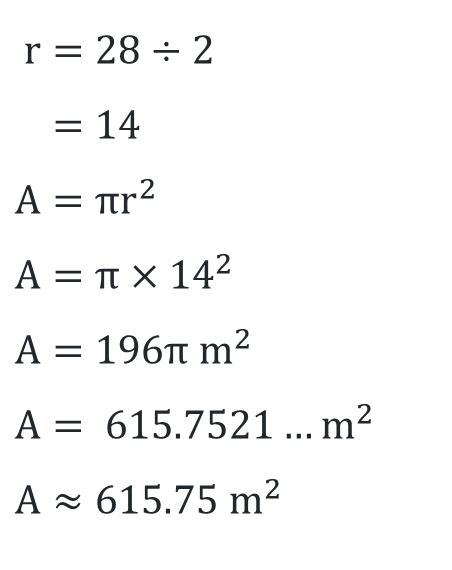 r = 28 ÷ 2
= 14
A = πr²
A = π × 14²
A = 196π m²
A = 615.7521 ... m²
A ≈ 615.75 m²